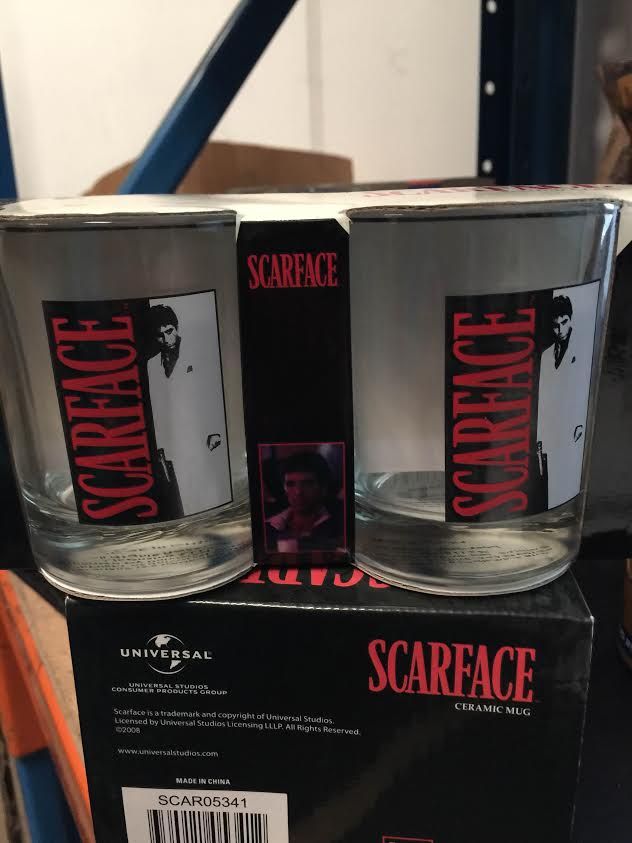 SCARFACE
SCARFACE
SCARFACE
UNIVERSAL
UNIVERSAL STUDIOS
CONSUMER PRODUCTS GROUP
SCARFACE
CERAMIC MUG
Scarface is a trademark and copyright of Universal Studios.
Licensed by Universal Studios Licensing LLLP. All Rights Reserved.
©2008
www.universalstudios.com
MADE IN CHINA
SCAR05341